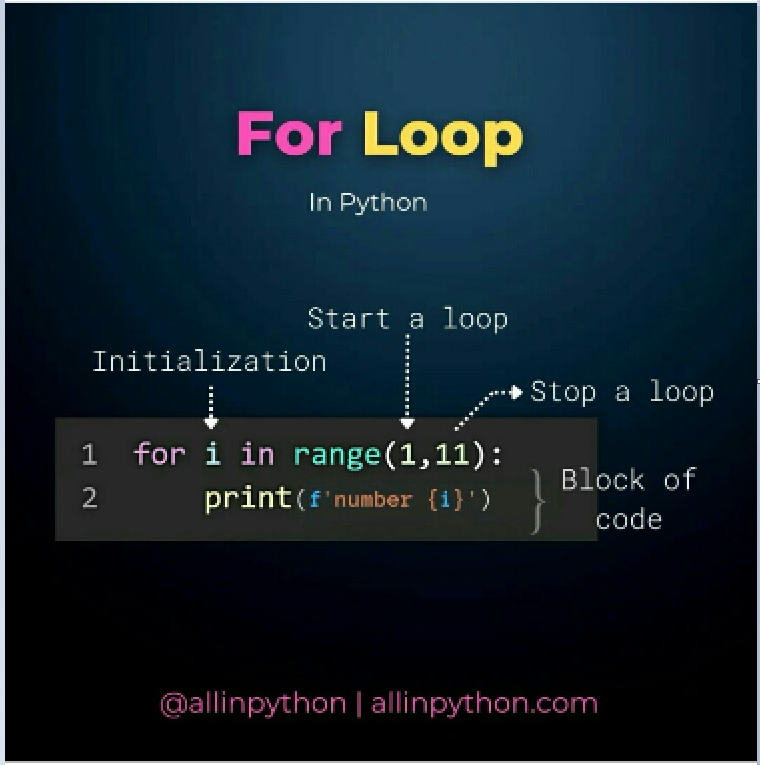 For Loop
In Python
Start a loop
Initialization
Stop a loop
1 for i in range(1,11):
2 print(f'number {i}')
Block of
code
@allinpython | allinpython.com